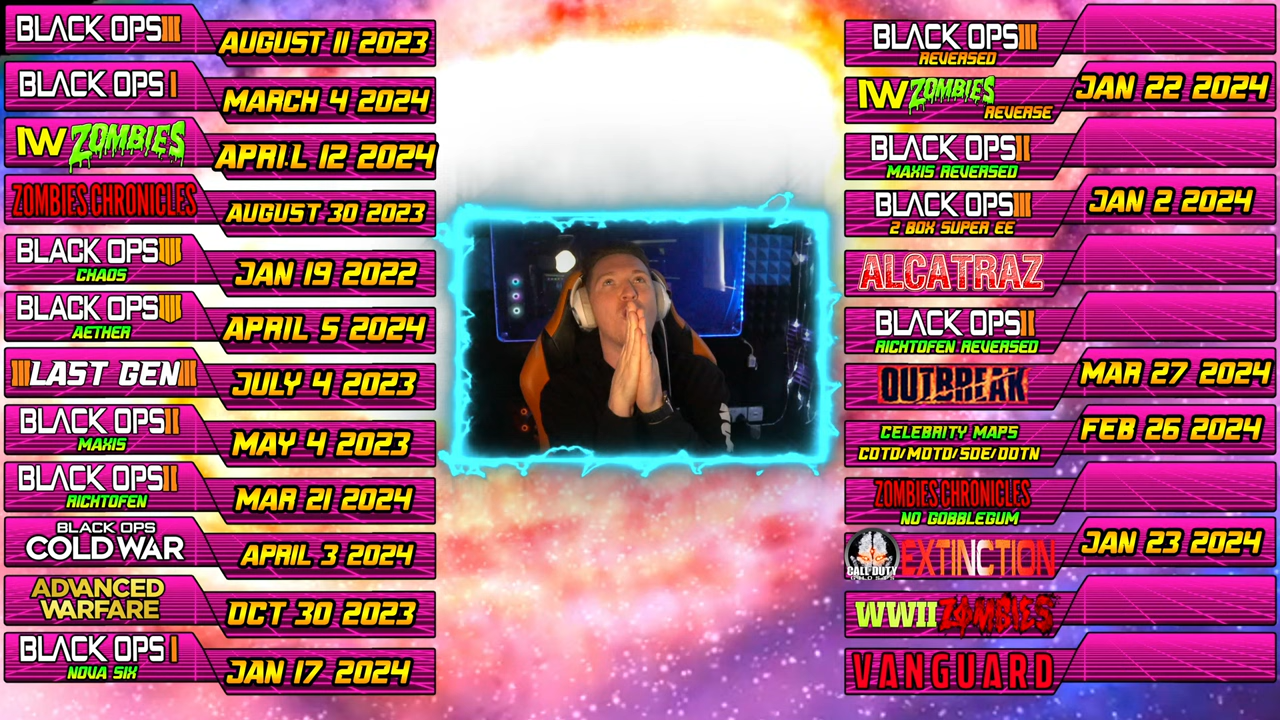 BLACK OPS III
AUGUST 11 2023
BLACK OPS I
MARCH 4 2024
IW ZOMBIES
APRIL 12 2024
ZOMBIES CHRONICLES
AUGUST 30 2023
BLACK OPS IIII
CHAOS
JAN 19 2022
BLACK OPS IIII
AETHER
APRIL 5 2024
III LAST GEN III
JULY 4 2023
BLACK OPS II
MAXIS
MAY 4 2023
BLACK OPS II
RICHTOFEN
MAR 21 2024
BLACK OPS
COLD WAR
APRIL 3 2024
ADVANCED
WARFARE
OCT 30 2023
BLACK OPS I
NOVA SIX
JAN 17 2024
BLACK OPS III
REVERSED
IW ZOMBIES
REVERSE
JAN 22 2024
BLACK OPS II
MAXIS REVERSED
BLACK OPS III
2 BOX SUPER EE
JAN 2 2024
ALCATRAZ
BLACK OPS II
RICHTOFEN REVERSED
OUTBREAK
MAR 27 2024
CELEBRITY MAPS
COTD/MOTD/SOE/DOTN
FEB 26 2024
ZOMBIES CHRONICLES
NO GOBBLEGUM
CALL DUTY
EXTINCTION
JAN 23 2024
WWII ZOMBIES
VANGUARD